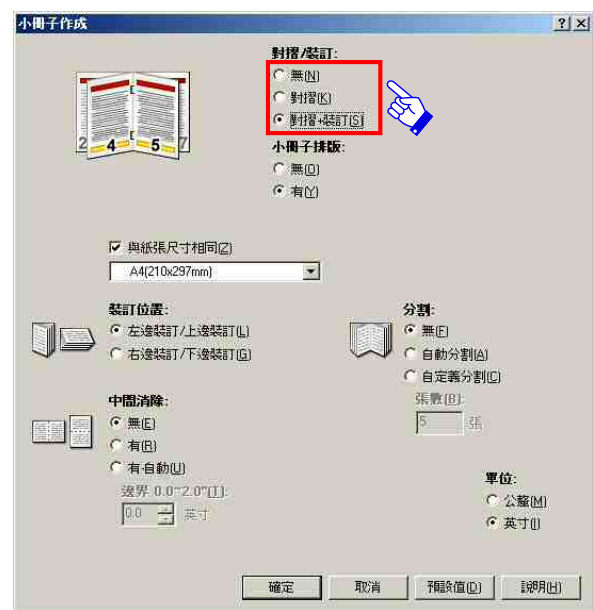 小冊子作成
對摺/裝訂:
無(N)
對摺(K)
對摺+裝訂(S)
2 4 5 7
小冊子排版:
無(O)
有(Y)
與紙張尺寸相同(Z)
A4(210x297mm)
裝訂位置:
左邊裝訂/上邊裝訂(L)
右邊裝訂/下邊裝訂(G)
分割:
無(F)
自動分割(A)
自定義分割(C)
張數(B):
5 張
中間消除:
無(E)
有(R)
有-自動(U)
邊界 0.0~2.0"(T):
0.0 英寸
單位:
公釐(M)
英寸(I)
確定 取消 預設值(D) 說明(H)